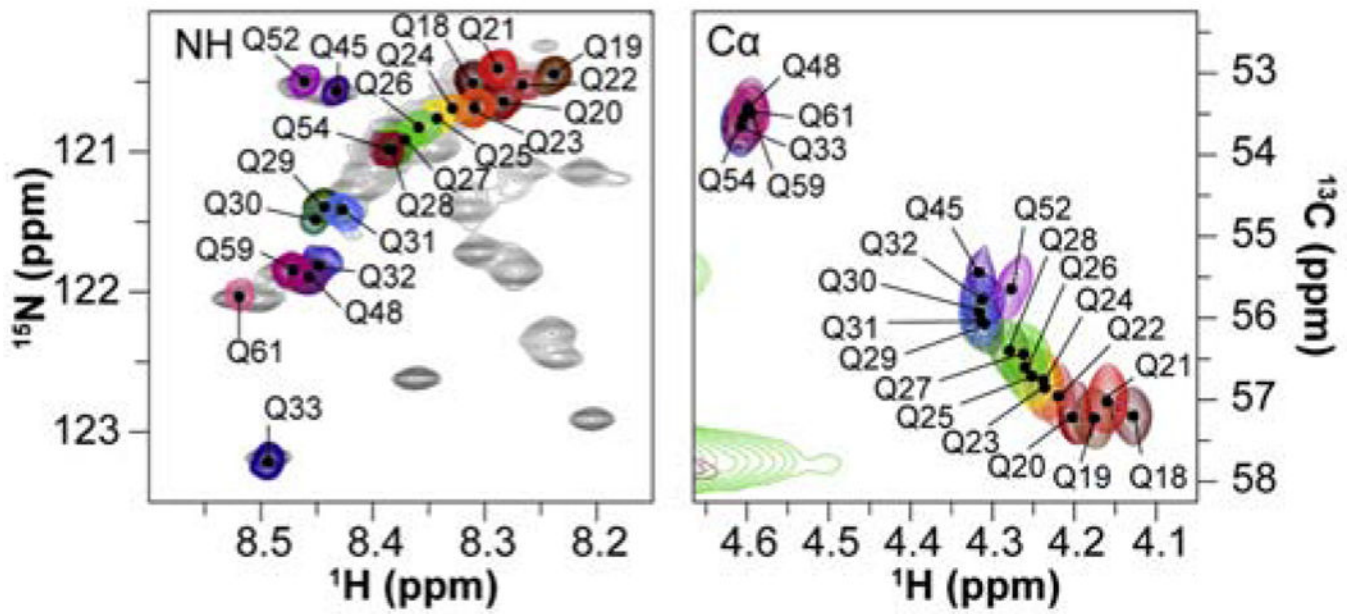 NH
Q52
Q45
Q18
Q21
Q24
Q26
Q19
Q22
Q20
Q54
Q23
Q25
Q29
Q27
Q28
Q30
Q31
Q59
Q32
Q48
Q61
Q33
121
122
123
¹⁵N (ppm)
8.5
8.4
8.3
8.2
¹H (ppm)
Cα
Q48
Q61
Q33
Q54
Q59
Q45
Q52
Q32
Q28
Q30
Q26
Q24
Q31
Q22
Q29
Q21
Q27
Q25
Q23
Q20
Q19
Q18
53
54
55
56
57
58
¹³C (ppm)
4.6
4.5
4.4
4.3
4.2
4.1
¹H (ppm)